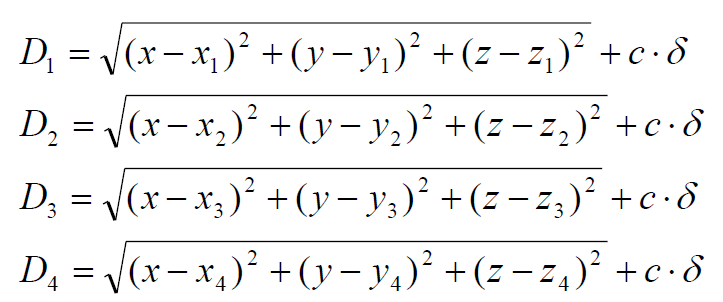 D₁ = √((x − x₁)² + (y − y₁)² + (z − z₁)²) + c · δ
D₂ = √((x − x₂)² + (y − y₂)² + (z − z₂)²) + c · δ
D₃ = √((x − x₃)² + (y − y₃)² + (z − z₃)²) + c · δ
D₄ = √((x − x₄)² + (y − y₄)² + (z − z₄)²) + c · δ